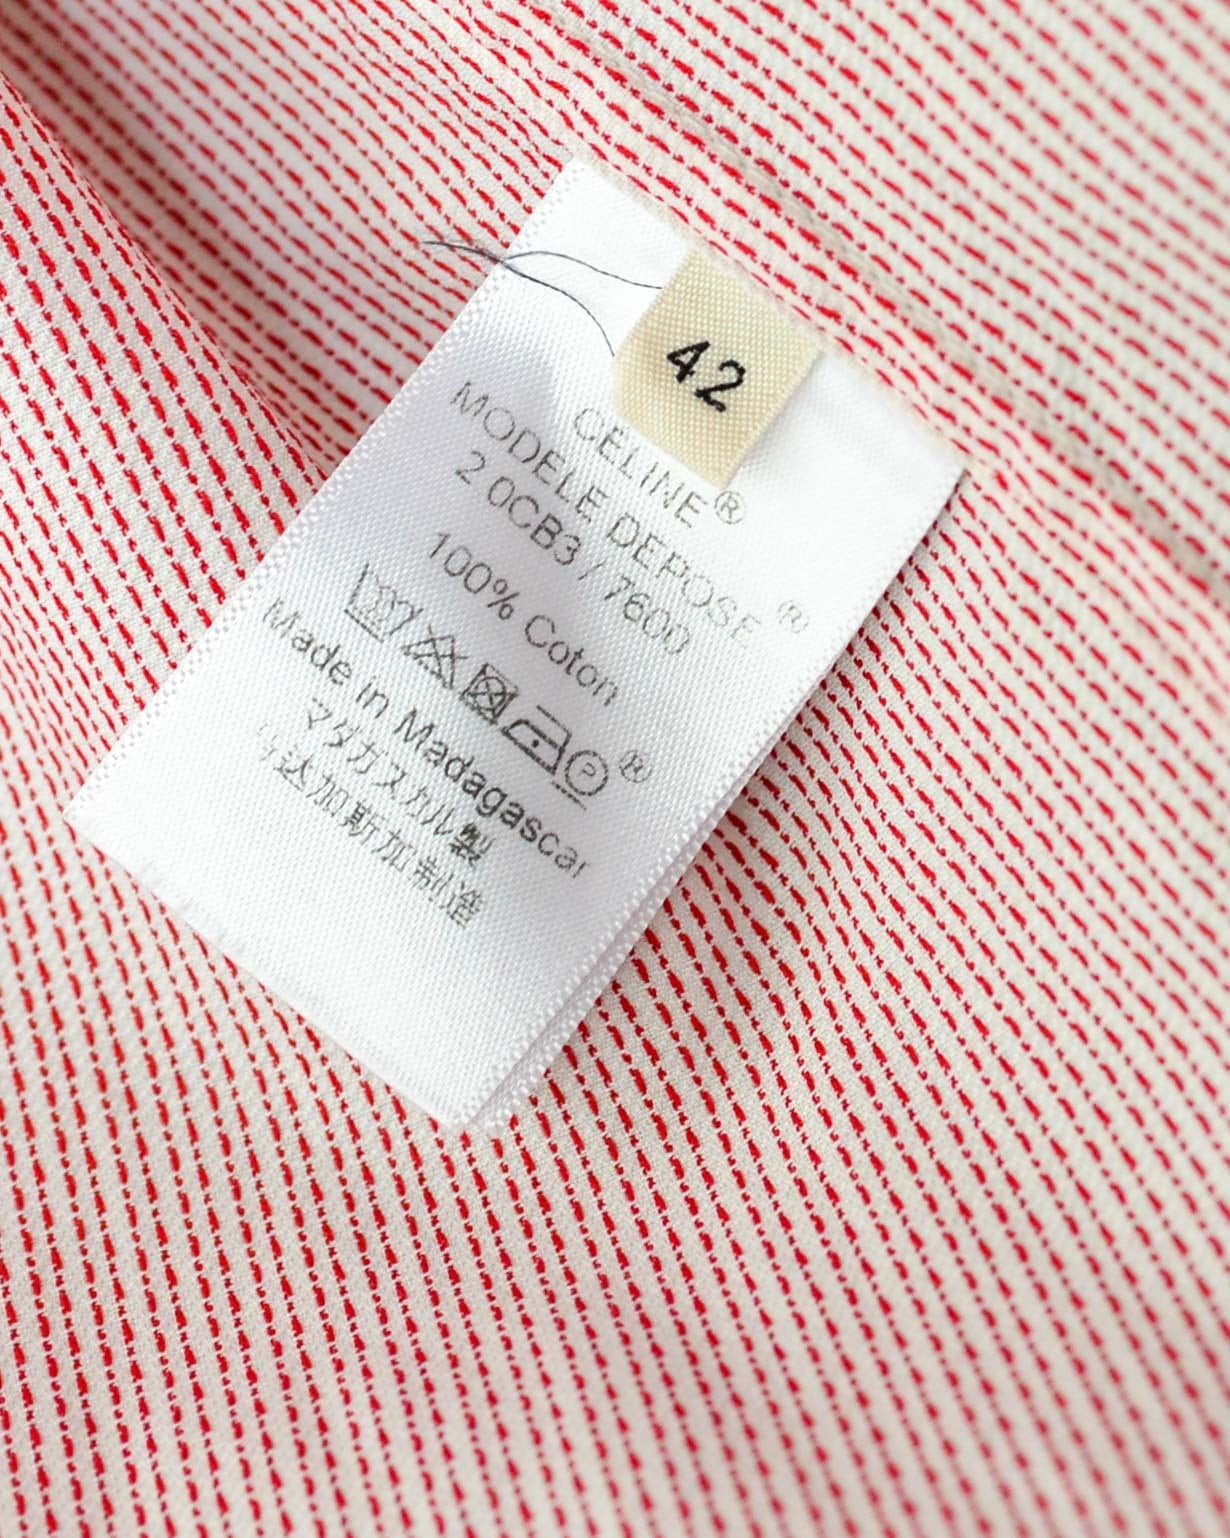 42
CÉLINE®
MODELE DEPOSE ®
2 0CB3 / 7600
100% Coton
P ®
Made in Madagascar
マダガスカル製
马达加斯加制造